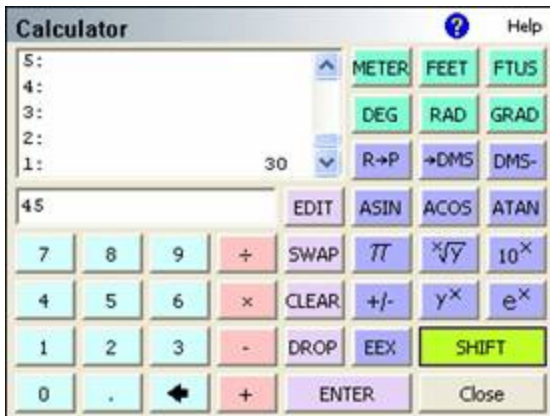 Calculator ? Help
5:
4:
3:
2:
1: 30
METER FEET FTUS
DEG RAD GRAD
R→P →DMS DMS-
45 EDIT ASIN ACOS ATAN
7 8 9 ÷ SWAP π ˣ√y 10ˣ
4 5 6 × CLEAR +/- yˣ eˣ
1 2 3 - DROP EEX SHIFT
0 . ← + ENTER Close